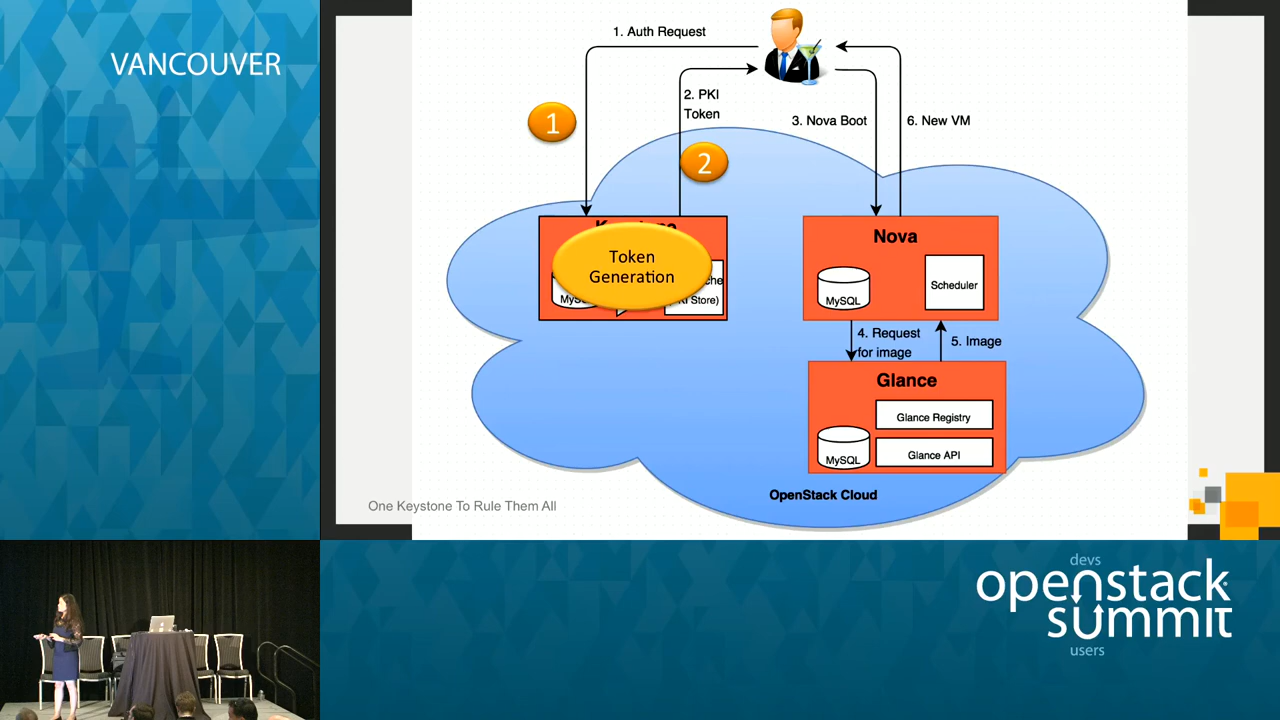 VANCOUVER
1. Auth Request
2. PKI
Token
1
2
3. Nova Boot
6. New VM
Token
Generation
Nova
MySQL
Scheduler
4. Request
for image
5. Image
Glance
Glance Registry
MySQL
Glance API
OpenStack Cloud
One Keystone To Rule Them All
devs
openstack
summit
users